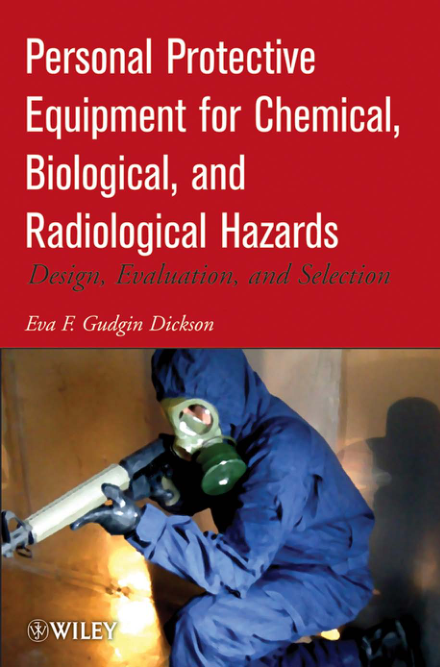 Personal Protective
Equipment for Chemical,
Biological, and
Radiological Hazards
Design, Evaluation, and Selection
Eva F. Gudgin Dickson
WILEY